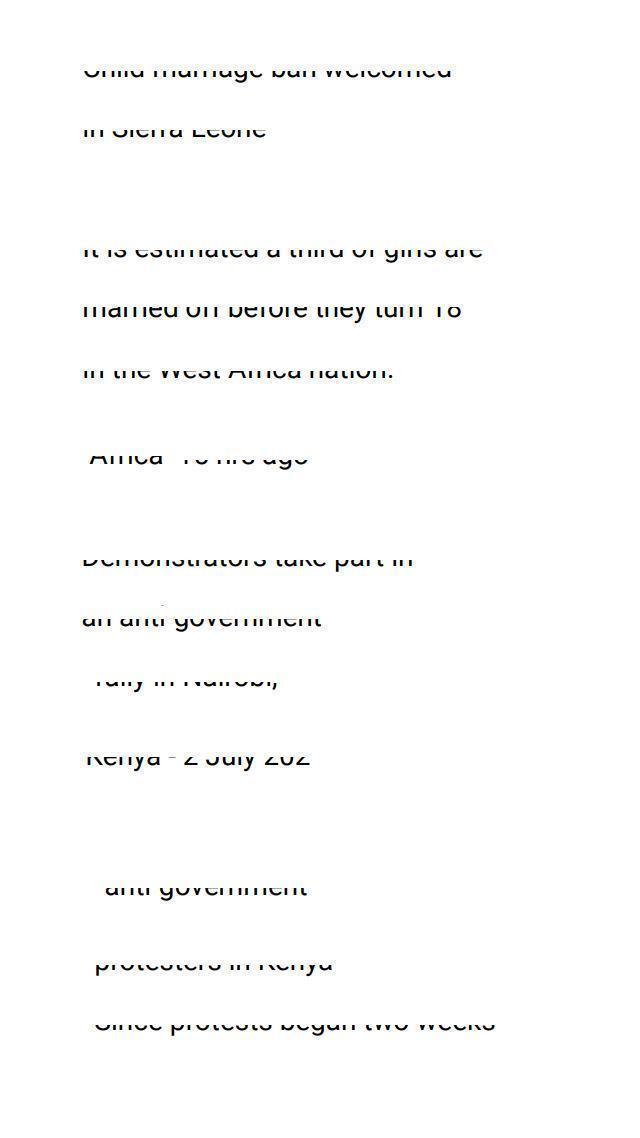 Child marriage ban welcomed
in Sierra Leone
It is estimated a third of girls are
married off before they turn 18
in the West Africa nation.
Africa hrs ago
Demonstrators take part in
an anti government
rally in Nairobi,
Kenya - 2 July 202
anti government
protesters in Kenya
Since protests began two weeks